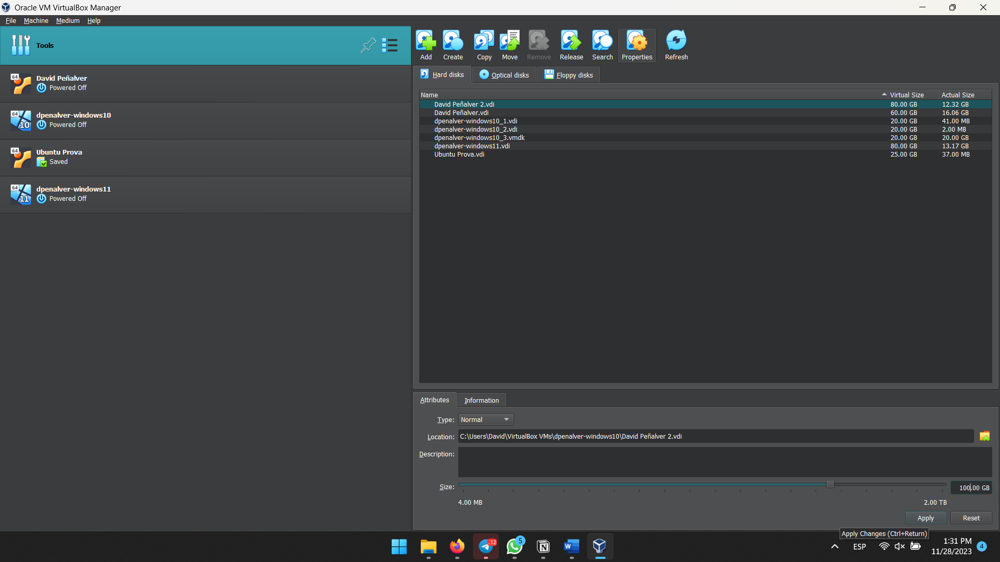 Oracle VM VirtualBox Manager
File Machine Medium Help
Tools
64
David Peñalver
Powered Off
64
10
dpenalver-windows10
Powered Off
64
Ubuntu Prova
Saved
64
11
dpenalver-windows11
Powered Off
Add Create Copy Move Remove Release Search Properties Refresh
Hard disks Optical disks Floppy disks
Name Virtual Size Actual Size
David Peñalver 2.vdi 80.00 GB 12.32 GB
David Peñalver.vdi 60.00 GB 16.06 GB
dpenalver-windows10_1.vdi 20.00 GB 41.00 MB
dpenalver-windows10_2.vdi 20.00 GB 2.00 MB
dpenalver-windows10_3.vmdk 20.00 GB 20.00 GB
dpenalver-windows11.vdi 80.00 GB 13.17 GB
Ubuntu Prova.vdi 25.00 GB 37.00 MB
Attributes Information
Type: Normal
Location: C:\Users\David\VirtualBox VMs\dpenalver-windows10\David Peñalver 2.vdi
Description:
Size: 100.00 GB
4.00 MB 2.00 TB
Apply Reset
Apply Changes (Ctrl+Return)
..12
5
W
ESP
1:31 PM
11/28/2023
4